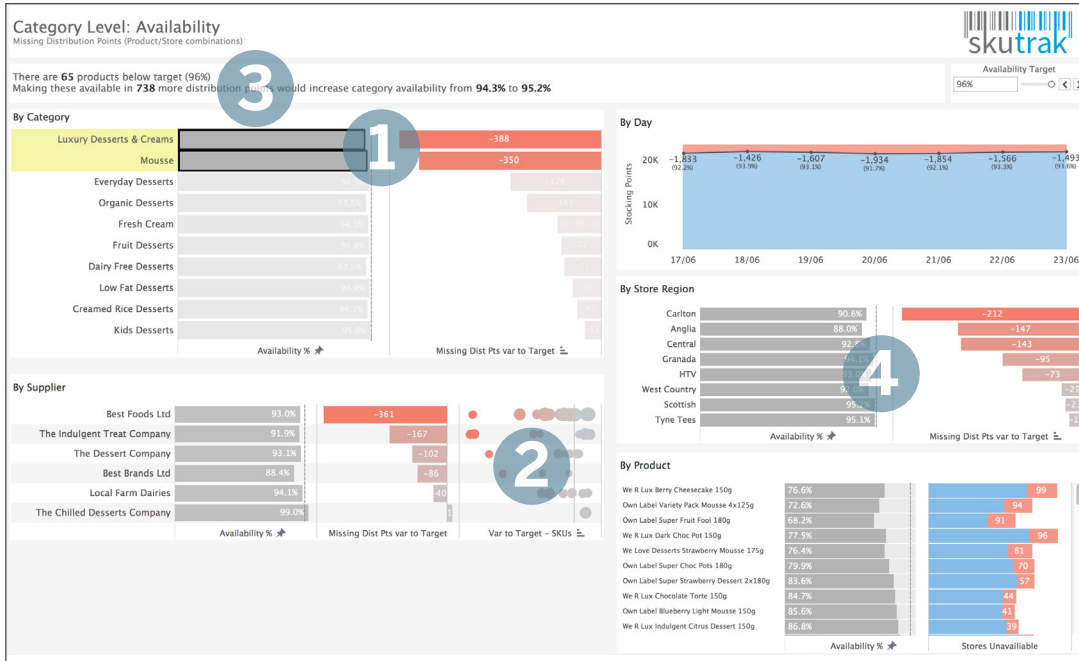 Category Level: Availability
Missing Distribution Points (Product/Store combinations)
skutrak
There are 65 products below target (96%)
Making these available in 738 more distribution points would increase category availability from 94.3% to 95.2%
Availability Target
96%
3
By Category
1
Luxury Desserts & Creams -388
Mousse -350
Everyday Desserts
Organic Desserts
Fresh Cream
Fruit Desserts
Dairy Free Desserts
Low Fat Desserts
Creamed Rice Desserts
Kids Desserts
Availability % Missing Dist Pts var to Target
By Supplier
Best Foods Ltd 93.0% -361
The Indulgent Treat Company 91.9% -167
The Dessert Company 93.1% -102
Best Brands Ltd 88.4% -86
Local Farm Dairies 94.1% -40
The Chilled Desserts Company 99.0% 1
2
Availability % Missing Dist Pts var to Target Var to Target - SKUs
By Day
Stocking Points
20K
10K
0K
-1,833 -1,426 -1,607 -1,934 -1,854 -1,566 -1,493
(92.2%) (93.9%) (93.1%) (91.7%) (92.1%) (93.3%) (93.6%)
17/06 18/06 19/06 20/06 21/06 22/06 23/06
By Store Region
Carlton 90.6% -212
Anglia 88.0% -147
Central -143
Granada -95
HTV -73
West Country
Scottish
Tyne Tees 95.1%
4
Availability % Missing Dist Pts var to Target
By Product
We R Lux Berry Cheesecake 150g 76.6% 99
Own Label Variety Pack Mousse 4x125g 72.6% 94
Own Label Super Fruit Fool 180g 68.2% 91
We R Lux Dark Choc Pot 150g 77.5% 96
We Love Desserts Strawberry Mousse 175g 76.4% 81
Own Label Super Choc Pots 180g 79.9% 70
Own Label Super Strawberry Dessert 2x180g 83.6% 57
We R Lux Chocolate Torte 150g 84.7% 44
Own Label Blueberry Light Mousse 150g 85.6% 41
We R Lux Indulgent Citrus Dessert 150g 86.8% 39
Availability % Stores Unavailiable